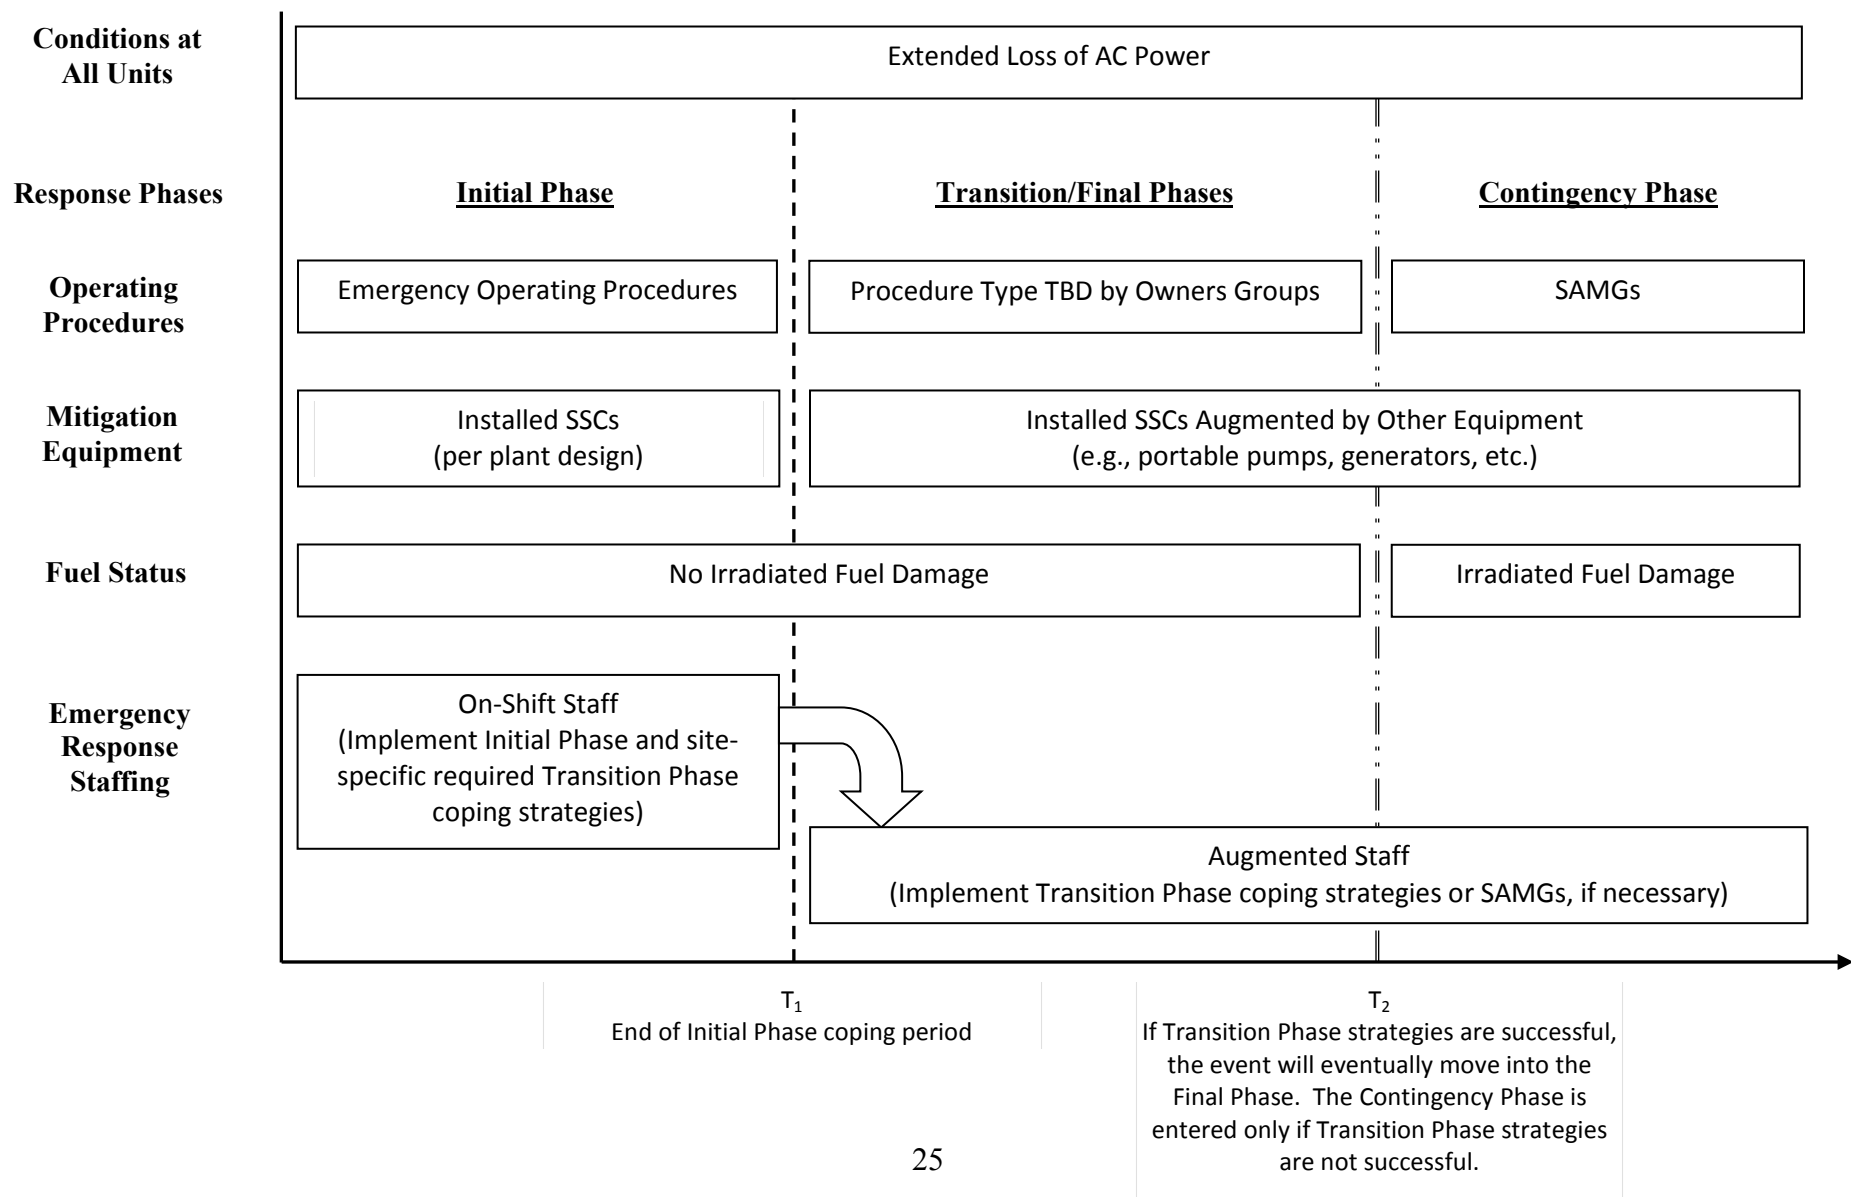 Conditions at
All Units
Extended Loss of AC Power
Response Phases
Initial Phase
Transition/Final Phases
Contingency Phase
Operating
Procedures
Emergency Operating Procedures
Procedure Type TBD by Owners Groups
SAMGs
Mitigation
Equipment
Installed SSCs
(per plant design)
Installed SSCs Augmented by Other Equipment
(e.g., portable pumps, generators, etc.)
Fuel Status
No Irradiated Fuel Damage
Irradiated Fuel Damage
Emergency
Response
Staffing
On-Shift Staff
(Implement Initial Phase and site-
specific required Transition Phase
coping strategies)
Augmented Staff
(Implement Transition Phase coping strategies or SAMGs, if necessary)
T1
End of Initial Phase coping period
T2
If Transition Phase strategies are successful,
the event will eventually move into the
Final Phase.  The Contingency Phase is
entered only if Transition Phase strategies
are not successful.
25